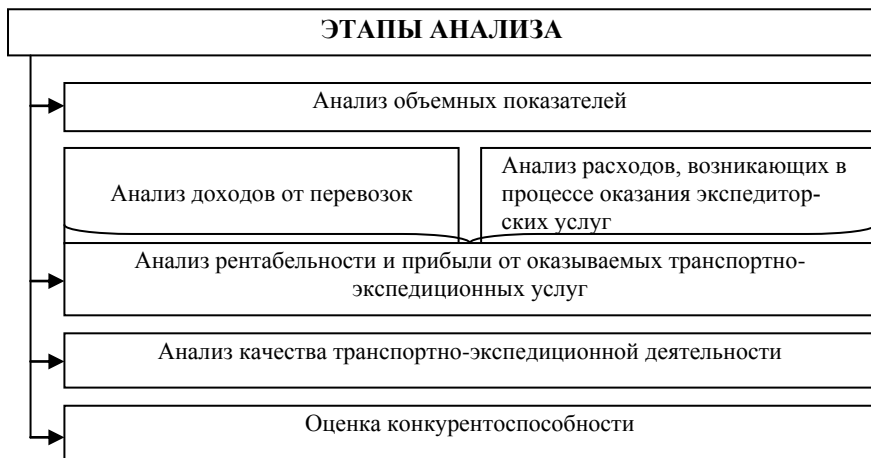 ЭТАПЫ АНАЛИЗА
Анализ объемных показателей
Анализ доходов от перевозок
Анализ расходов, возникающих в
процессе оказания экспедитор-
ских услуг
Анализ рентабельности и прибыли от оказываемых транспортно-
экспедиционных услуг
Анализ качества транспортно-экспедиционной деятельности
Оценка конкурентоспособности